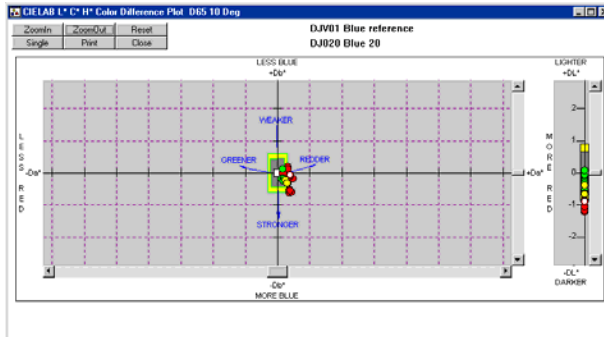 CIELAB L* C* H* Color Difference Plot D65 10 Deg
ZoomIn ZoomOut Reset
Single Print Close
DJV01 Blue reference
DJ020 Blue 20
LESS BLUE
+Db*
LIGHTER
+DL*
WEAKER
GREENER
REDDER
STRONGER
LESS RED
-Da*
+Da*
MORE RED
2
1
0
-1
-2
-Db*
MORE BLUE
-DL*
DARKER